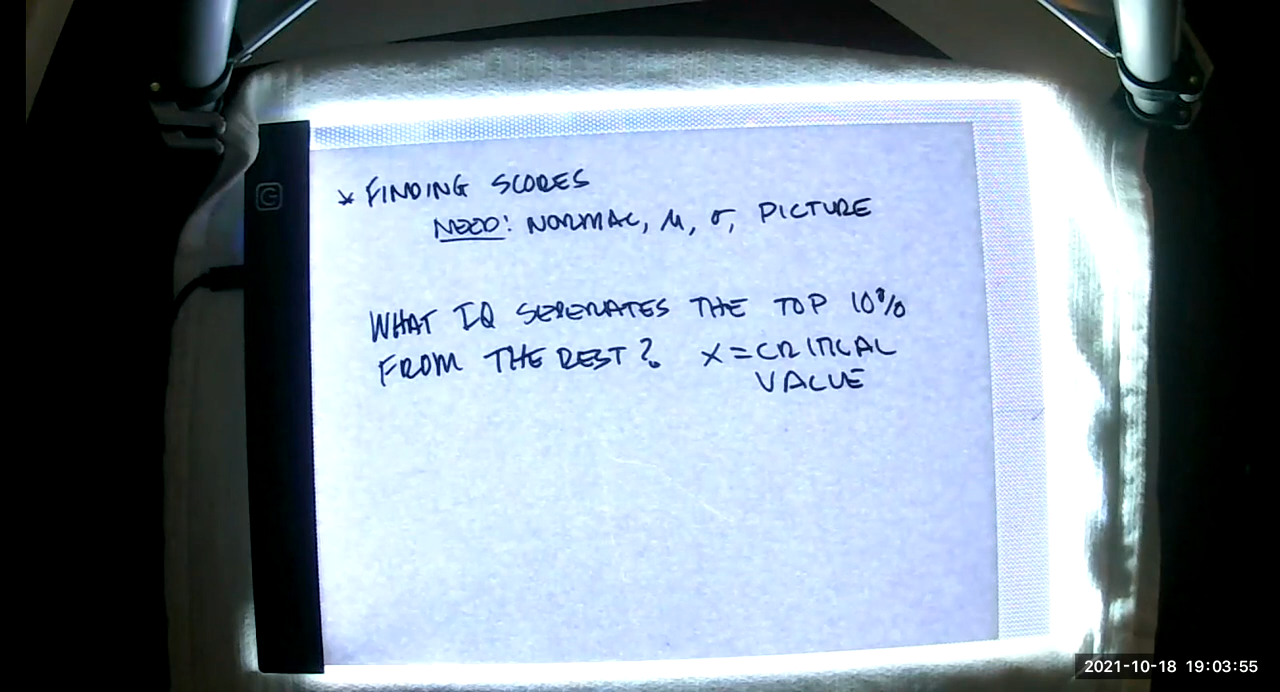 * FINDING SCORES
NEED: NORMAL, μ, σ, PICTURE
WHAT IQ SEPERATES THE TOP 10%
FROM THE REST? X = CRITICAL
VALUE
2021-10-18 19:03:55